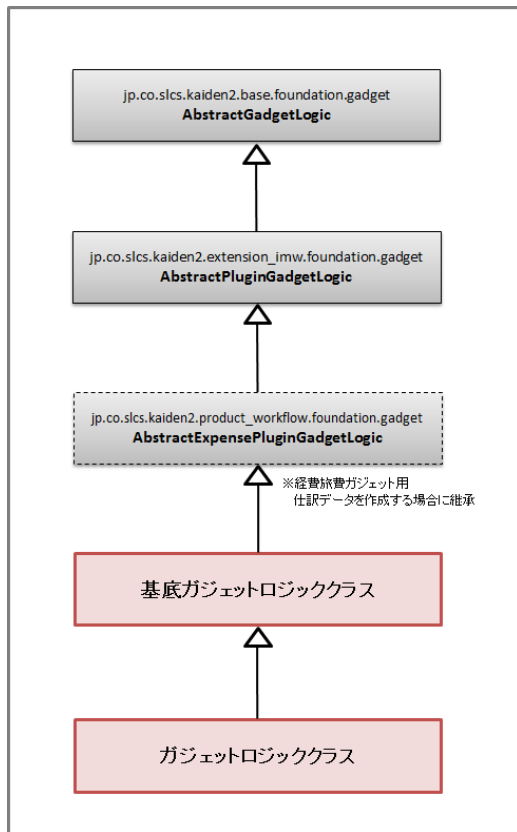 jp.co.slcs.kaiden2.base.foundation.gadget
AbstractGadgetLogic
jp.co.slcs.kaiden2.extension_imw.foundation.gadget
AbstractPluginGadgetLogic
jp.co.slcs.kaiden2.product_workflow.foundation.gadget
AbstractExpensePluginGadgetLogic
※経費旅費ガジェット用
仕訳データを作成する場合に継承
基底ガジェットロジッククラス
ガジェットロジッククラス